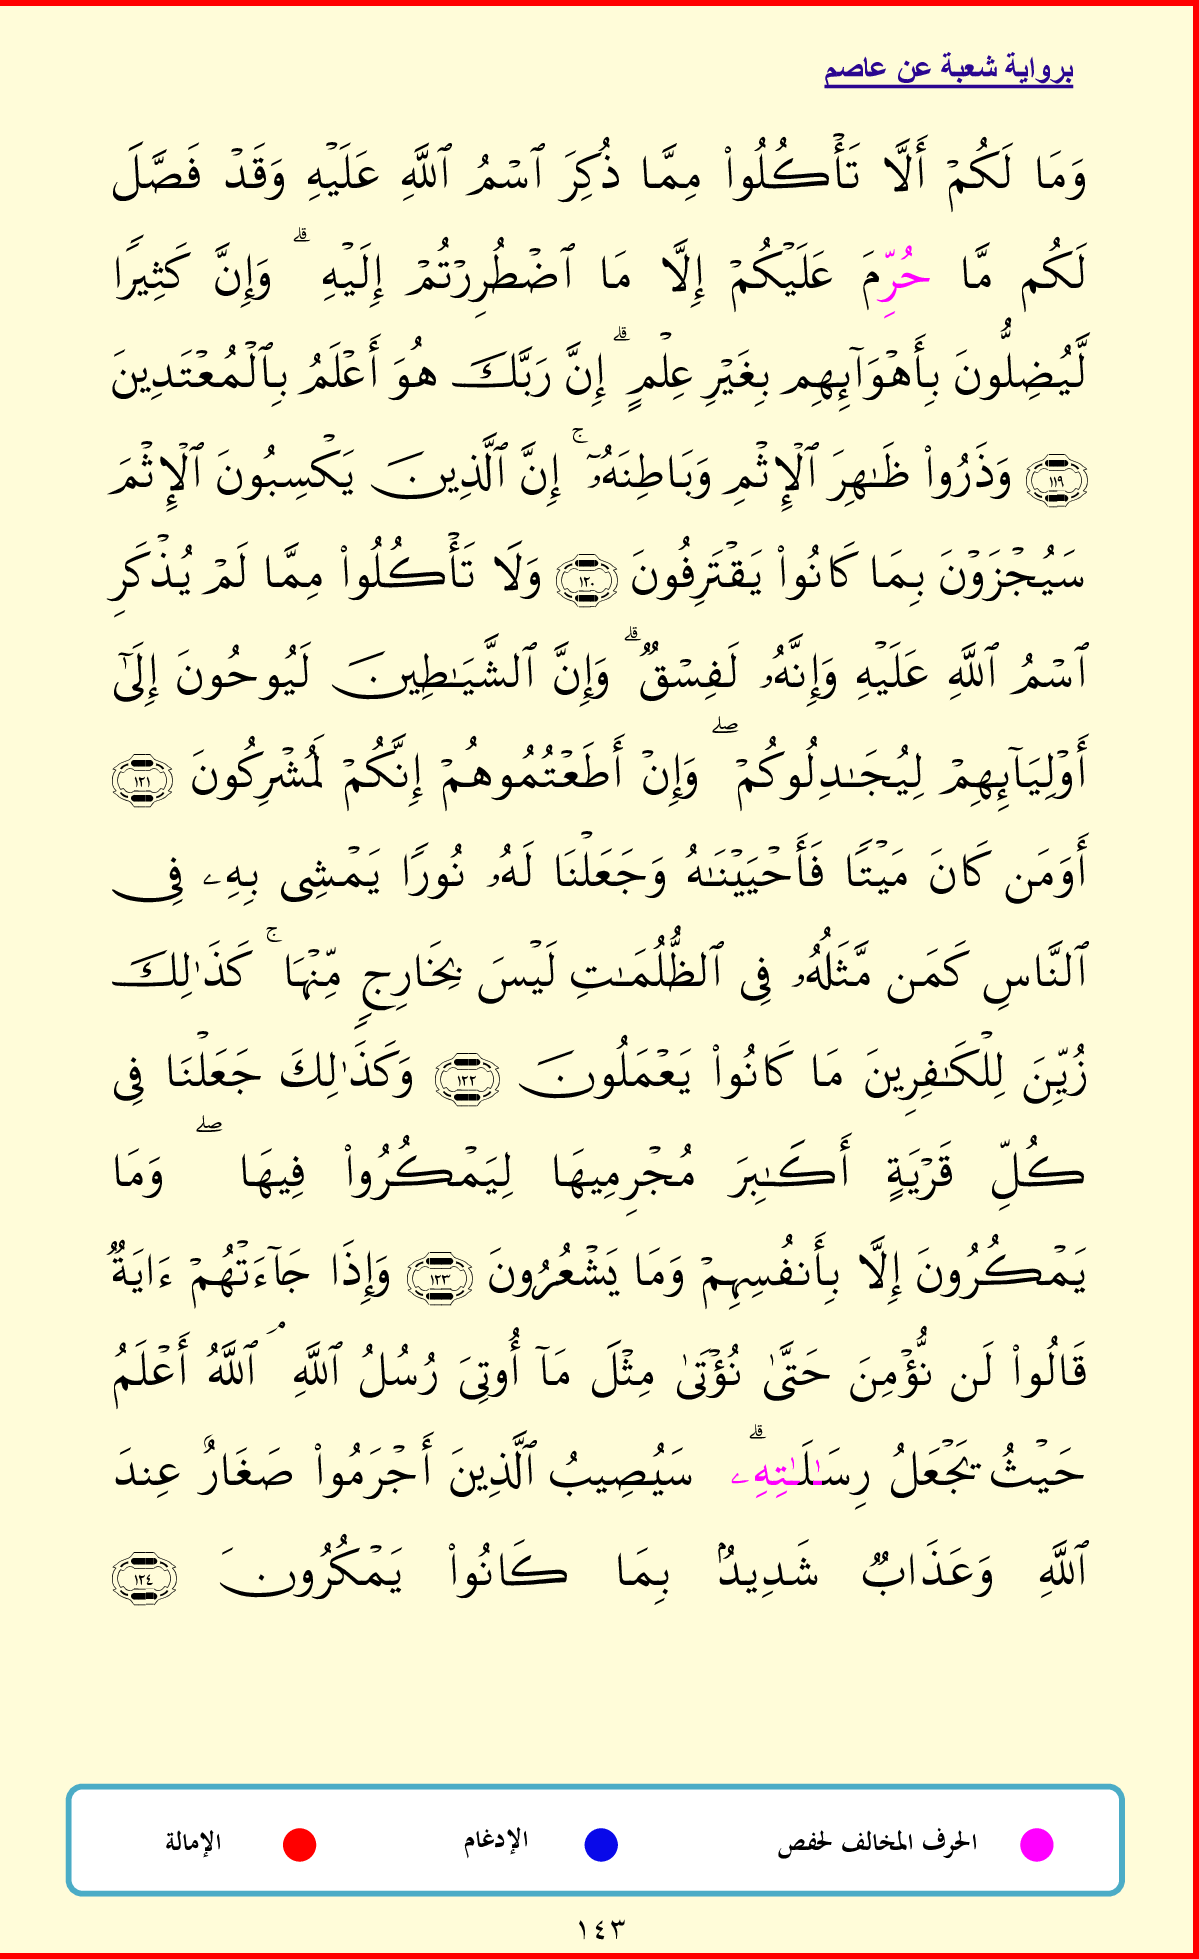 برواية شعبة عن عاصم
وَمَا لَكُمْ أَلَّا تَأْكُلُوا۟ مِمَّا ذُكِرَ ٱسْمُ ٱللَّهِ عَلَيْهِ وَقَدْ فَصَّلَ
لَكُم مَّا حُرِّمَ عَلَيْكُمْ إِلَّا مَا ٱضْطُرِرْتُمْ إِلَيْهِ ۗ وَإِنَّ كَثِيرًا
لَّيُضِلُّونَ بِأَهْوَآئِهِم بِغَيْرِ عِلْمٍ ۗ إِنَّ رَبَّكَ هُوَ أَعْلَمُ بِٱلْمُعْتَدِينَ
١١٩ وَذَرُوا۟ ظَـٰهِرَ ٱلْإِثْمِ وَبَاطِنَهُۥٓ ۚ إِنَّ ٱلَّذِينَ يَكْسِبُونَ ٱلْإِثْمَ
سَيُجْزَوْنَ بِمَا كَانُوا۟ يَقْتَرِفُونَ ١٢٠ وَلَا تَأْكُلُوا۟ مِمَّا لَمْ يُذْكَرِ
ٱسْمُ ٱللَّهِ عَلَيْهِ وَإِنَّهُۥ لَفِسْقٌ ۗ وَإِنَّ ٱلشَّيَـٰطِينَ لَيُوحُونَ إِلَىٰٓ
أَوْلِيَآئِهِمْ لِيُجَـٰدِلُوكُمْ ۖ وَإِنْ أَطَعْتُمُوهُمْ إِنَّكُمْ لَمُشْرِكُونَ ١٢١
أَوَمَن كَانَ مَيْتًا فَأَحْيَيْنَـٰهُ وَجَعَلْنَا لَهُۥ نُورًا يَمْشِى بِهِۦ فِى
ٱلنَّاسِ كَمَن مَّثَلُهُۥ فِى ٱلظُّلُمَـٰتِ لَيْسَ بِخَارِجٍ مِّنْهَا ۚ كَذَٰلِكَ
زُيِّنَ لِلْكَـٰفِرِينَ مَا كَانُوا۟ يَعْمَلُونَ ١٢٢ وَكَذَٰلِكَ جَعَلْنَا فِى
كُلِّ قَرْيَةٍ أَكَـٰبِرَ مُجْرِمِيهَا لِيَمْكُرُوا۟ فِيهَا ۖ وَمَا
يَمْكُرُونَ إِلَّا بِأَنفُسِهِمْ وَمَا يَشْعُرُونَ ١٢٣ وَإِذَا جَآءَتْهُمْ ءَايَةٌ
قَالُوا۟ لَن نُّؤْمِنَ حَتَّىٰ نُؤْتَىٰ مِثْلَ مَآ أُوتِىَ رُسُلُ ٱللَّهِ ۘ ٱللَّهُ أَعْلَمُ
حَيْثُ يَجْعَلُ رِسَـٰلَـٰتِهِۦ ۗ سَيُصِيبُ ٱلَّذِينَ أَجْرَمُوا۟ صَغَارٌ عِندَ
ٱللَّهِ وَعَذَابٌ شَدِيدٌۢ بِمَا كَانُوا۟ يَمْكُرُونَ ١٢٤
الحرف المخالف لحفص الإدغام الإمالة
١٤٣